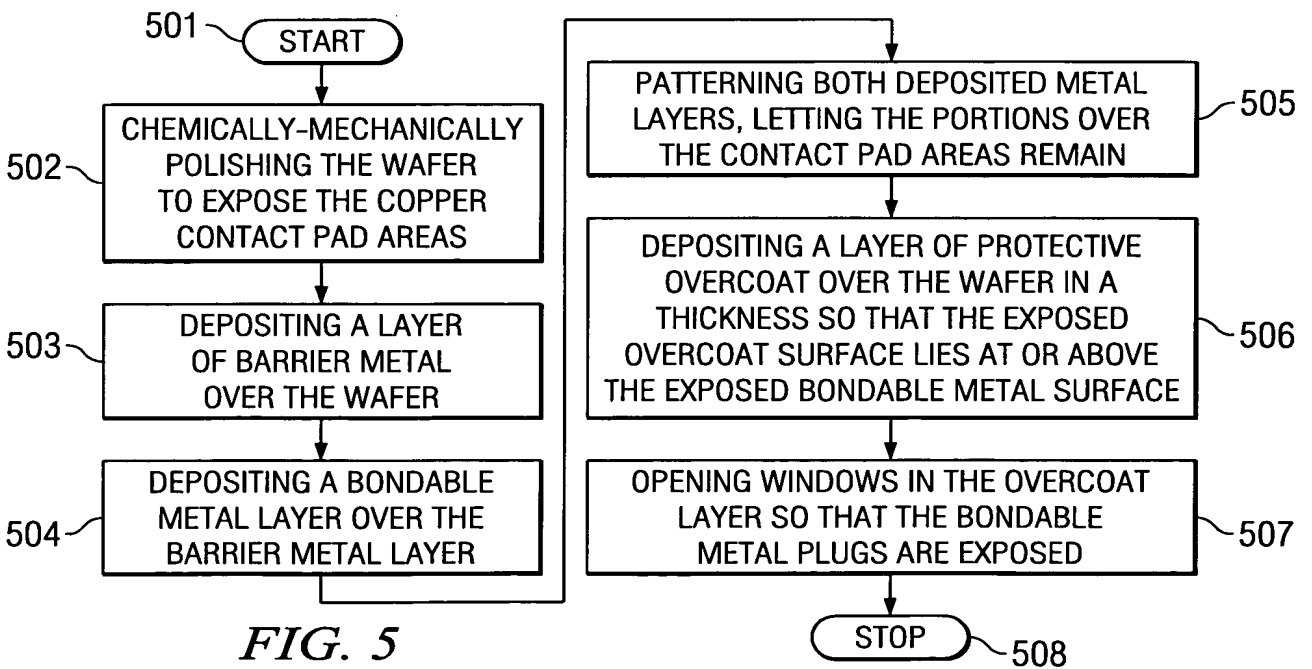 501
START
502
CHEMICALLY-MECHANICALLY
POLISHING THE WAFER
TO EXPOSE THE COPPER
CONTACT PAD AREAS
503
DEPOSITING A LAYER
OF BARRIER METAL
OVER THE WAFER
504
DEPOSITING A BONDABLE
METAL LAYER OVER THE
BARRIER METAL LAYER
PATTERNING BOTH DEPOSITED METAL
LAYERS, LETTING THE PORTIONS OVER
THE CONTACT PAD AREAS REMAIN
505
DEPOSITING A LAYER OF PROTECTIVE
OVERCOAT OVER THE WAFER IN A
THICKNESS SO THAT THE EXPOSED
OVERCOAT SURFACE LIES AT OR ABOVE
THE EXPOSED BONDABLE METAL SURFACE
506
OPENING WINDOWS IN THE OVERCOAT
LAYER SO THAT THE BONDABLE
METAL PLUGS ARE EXPOSED
507
STOP
508
FIG. 5